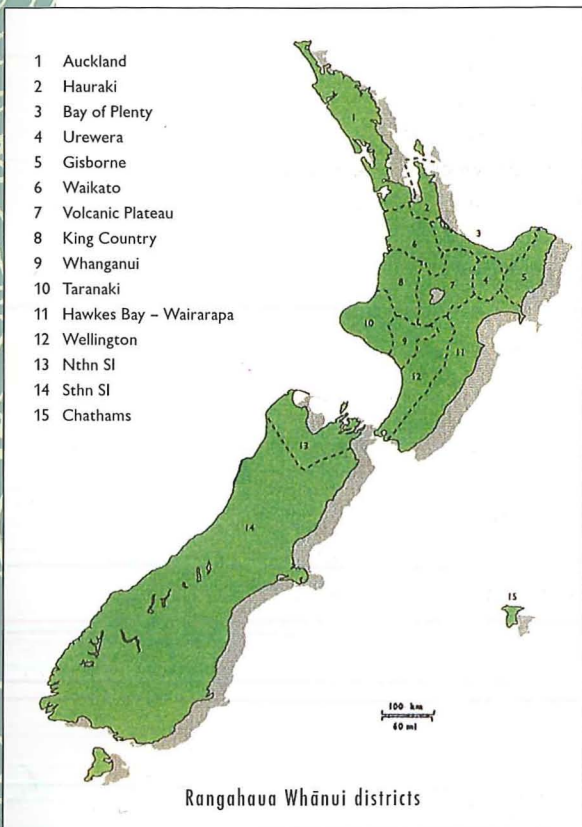 1 Auckland
2 Hauraki
3 Bay of Plenty
4 Urewera
5 Gisborne
6 Waikato
7 Volcanic Plateau
8 King Country
9 Whanganui
10 Taranaki
11 Hawkes Bay – Wairarapa
12 Wellington
13 Nthn SI
14 Sthn SI
15 Chathams
1
2
3
6
4
5
8
7
10
9
11
12
13
14
15
100 km
60 ml
Rangahaua Whānui districts